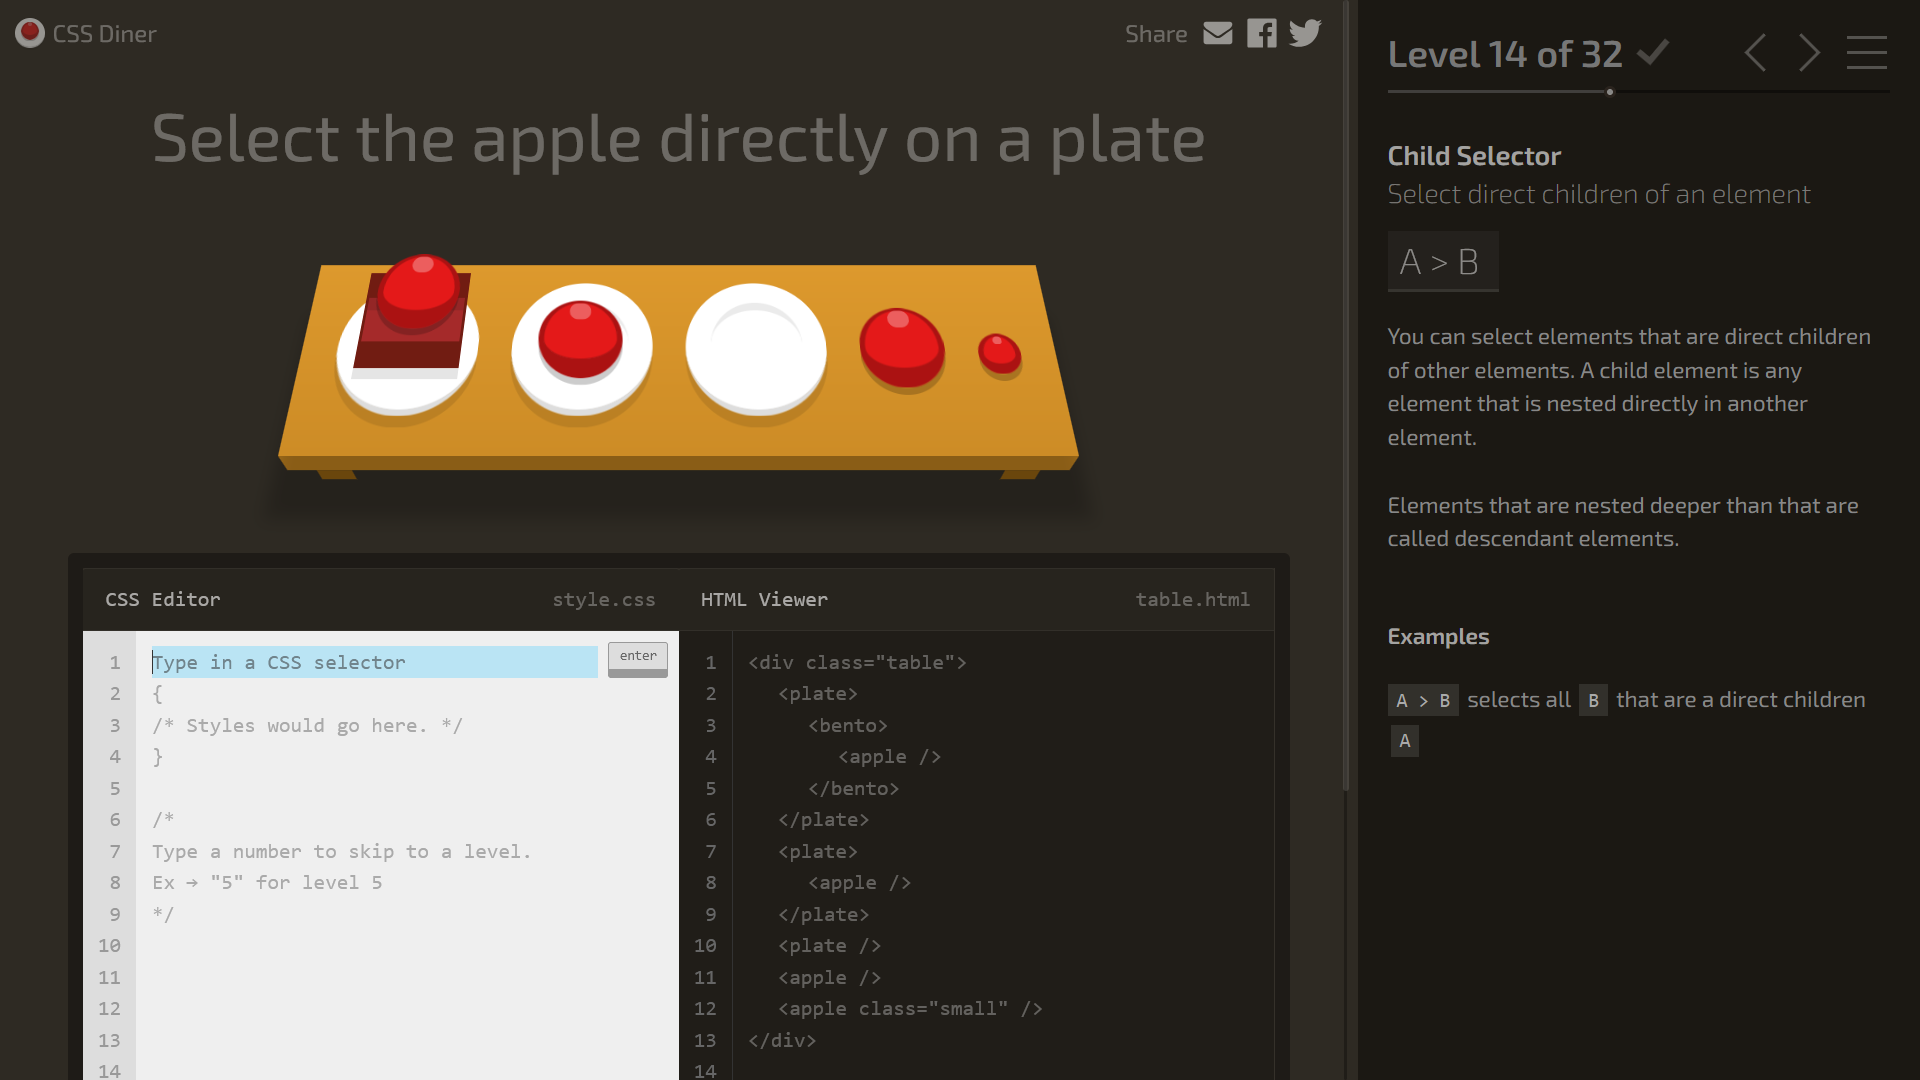 CSS Diner
Share
Select the apple directly on a plate
CSS Editor style.css
1 Type in a CSS selector enter
2 {
3 /* Styles would go here. */
4 }
5
6 /*
7 Type a number to skip to a level.
8 Ex → "5" for level 5
9 */
10
11
12
13
14
HTML Viewer table.html
1 <div class="table">
2 <plate>
3 <bento>
4 <apple />
5 </bento>
6 </plate>
7 <plate>
8 <apple />
9 </plate>
10 <plate />
11 <apple />
12 <apple class="small" />
13 </div>
14
Level 14 of 32
Child Selector
Select direct children of an element
A > B
You can select elements that are direct children
of other elements. A child element is any
element that is nested directly in another
element.
Elements that are nested deeper than that are
called descendant elements.
Examples
A > B selects all B that are a direct children
A